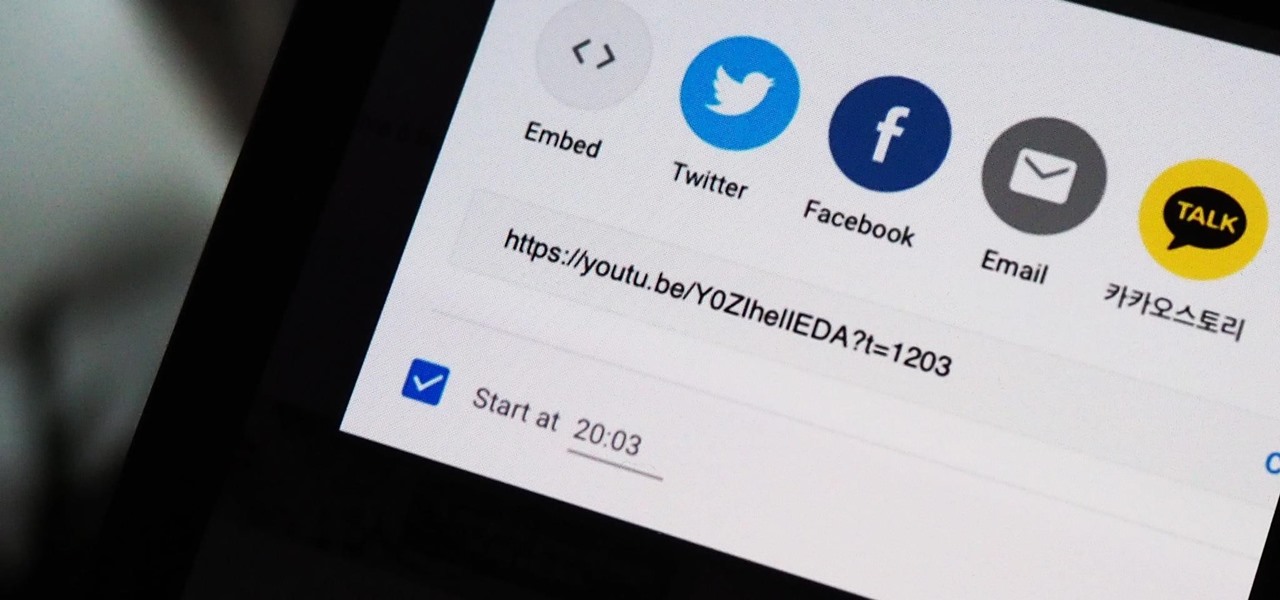 Embed
Twitter
Facebook
Email
TALK
카카오스토리
https://youtu.be/Y0ZIhelIEDA?t=1203
Start at 20:03